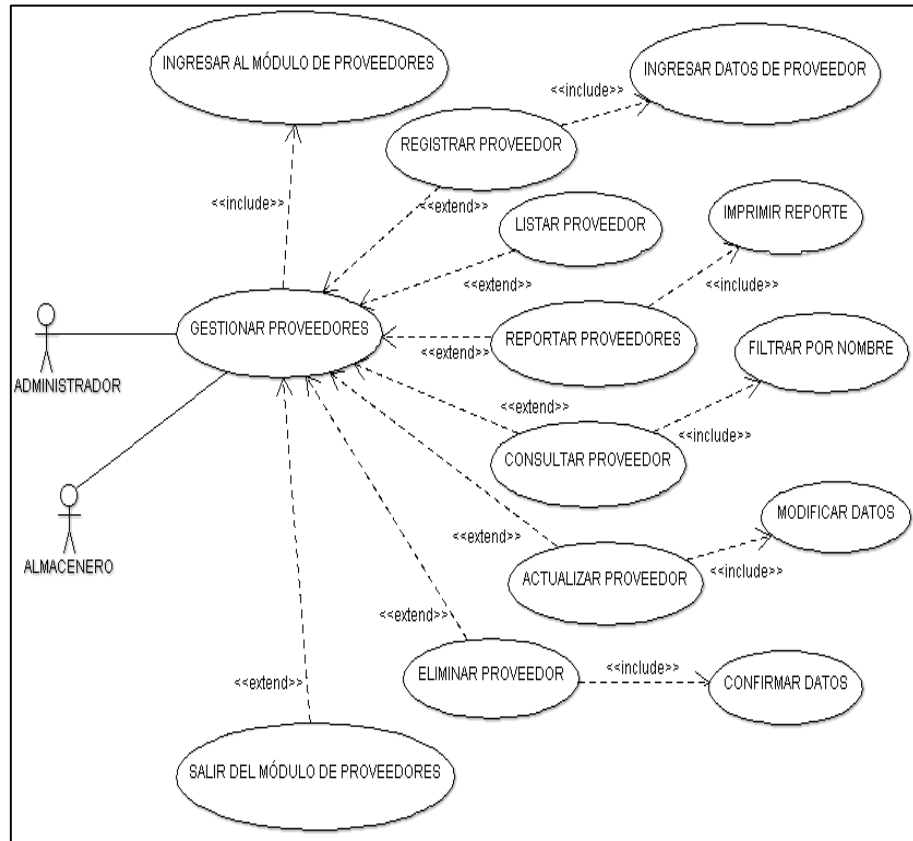 INGRESAR AL MÓDULO DE PROVEEDORES
INGRESAR DATOS DE PROVEEDOR
<<include>>
REGISTRAR PROVEEDOR
<<include>>
<<extend>>
LISTAR PROVEEDOR
IMPRIMIR REPORTE
<<extend>>
<<include>>
GESTIONAR PROVEEDORES
<<extend>>
REPORTAR PROVEEDORES
FILTRAR POR NOMBRE
ADMINISTRADOR
<<extend>>
<<include>>
CONSULTAR PROVEEDOR
MODIFICAR DATOS
<<extend>>
ALMACENERO
ACTUALIZAR PROVEEDOR
<<include>>
<<extend>>
ELIMINAR PROVEEDOR
<<include>>
CONFIRMAR DATOS
<<extend>>
SALIR DEL MÓDULO DE PROVEEDORES